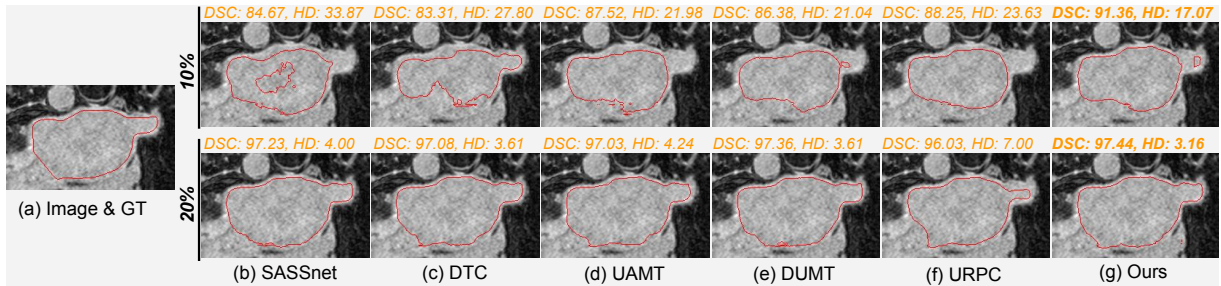 DSC: 84.67, HD: 33.87 DSC: 83.31, HD: 27.80 DSC: 87.52, HD: 21.98 DSC: 86.38, HD: 21.04 DSC: 88.25, HD: 23.63 DSC: 91.36, HD: 17.07
10%
DSC: 97.23, HD: 4.00 DSC: 97.08, HD: 3.61 DSC: 97.03, HD: 4.24 DSC: 97.36, HD: 3.61 DSC: 96.03, HD: 7.00 DSC: 97.44, HD: 3.16
20%
(a) Image & GT
(b) SASSnet (c) DTC (d) UAMT (e) DUMT (f) URPC (g) Ours